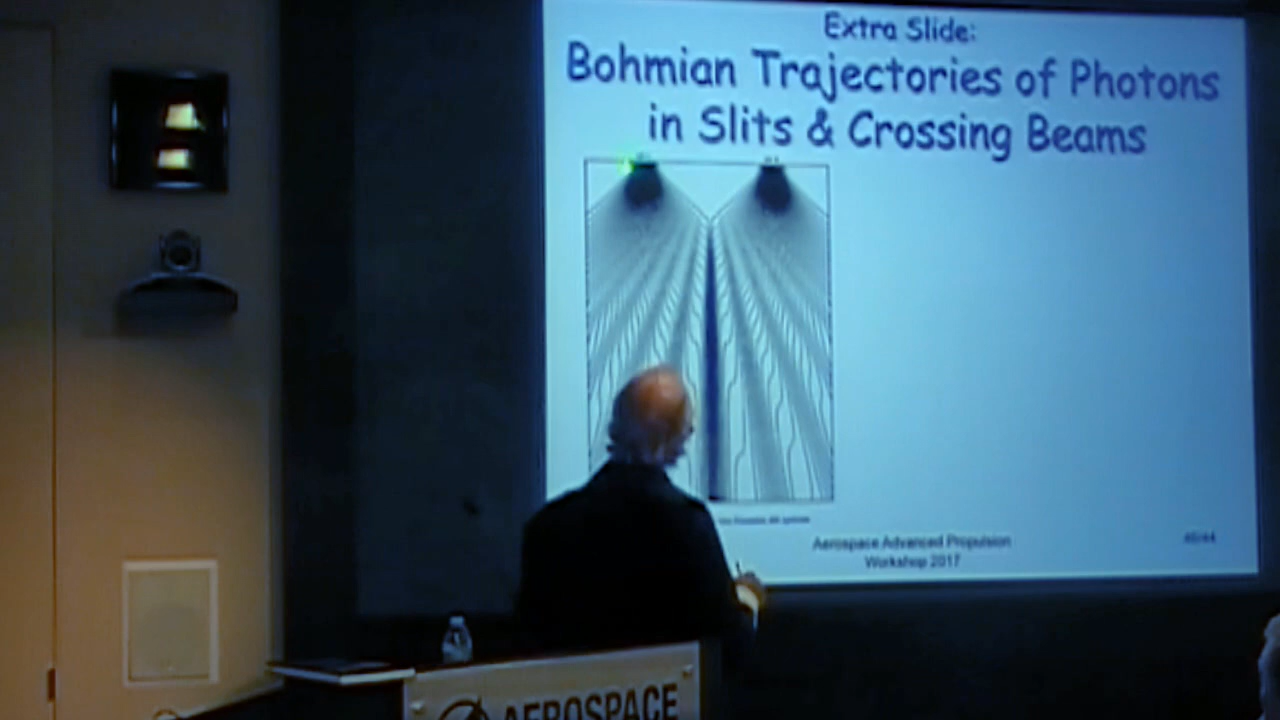 Extra Slide:
Bohmian Trajectories of Photons
in Slits & Crossing Beams
Aerospace Advanced Propulsion
Workshop 2017
AEROSPACE